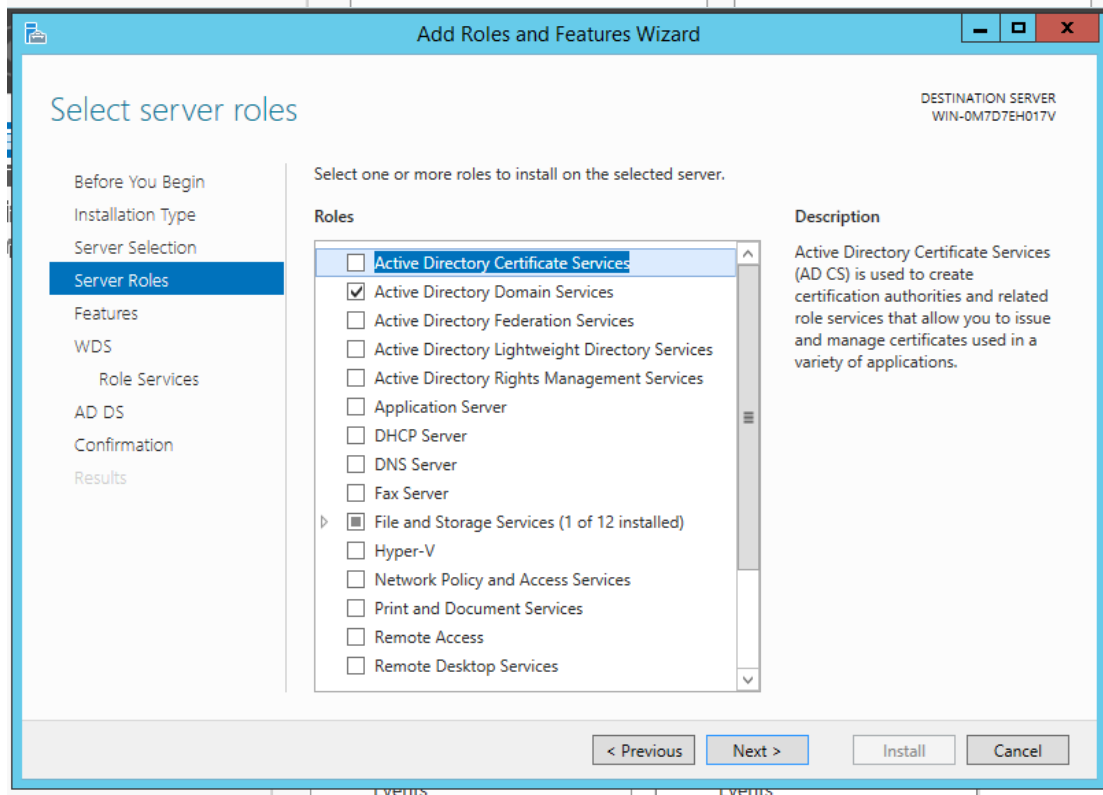 Add Roles and Features Wizard
Select server roles
DESTINATION SERVER
WIN-0M7D7EH017V
Before You Begin
Installation Type
Server Selection
Server Roles
Features
WDS
Role Services
AD DS
Confirmation
Results
Select one or more roles to install on the selected server.
Roles
Active Directory Certificate Services
Active Directory Domain Services
Active Directory Federation Services
Active Directory Lightweight Directory Services
Active Directory Rights Management Services
Application Server
DHCP Server
DNS Server
Fax Server
File and Storage Services (1 of 12 installed)
Hyper-V
Network Policy and Access Services
Print and Document Services
Remote Access
Remote Desktop Services
Description
Active Directory Certificate Services
(AD CS) is used to create
certification authorities and related
role services that allow you to issue
and manage certificates used in a
variety of applications.
< Previous
Next >
Install
Cancel
Events
Events